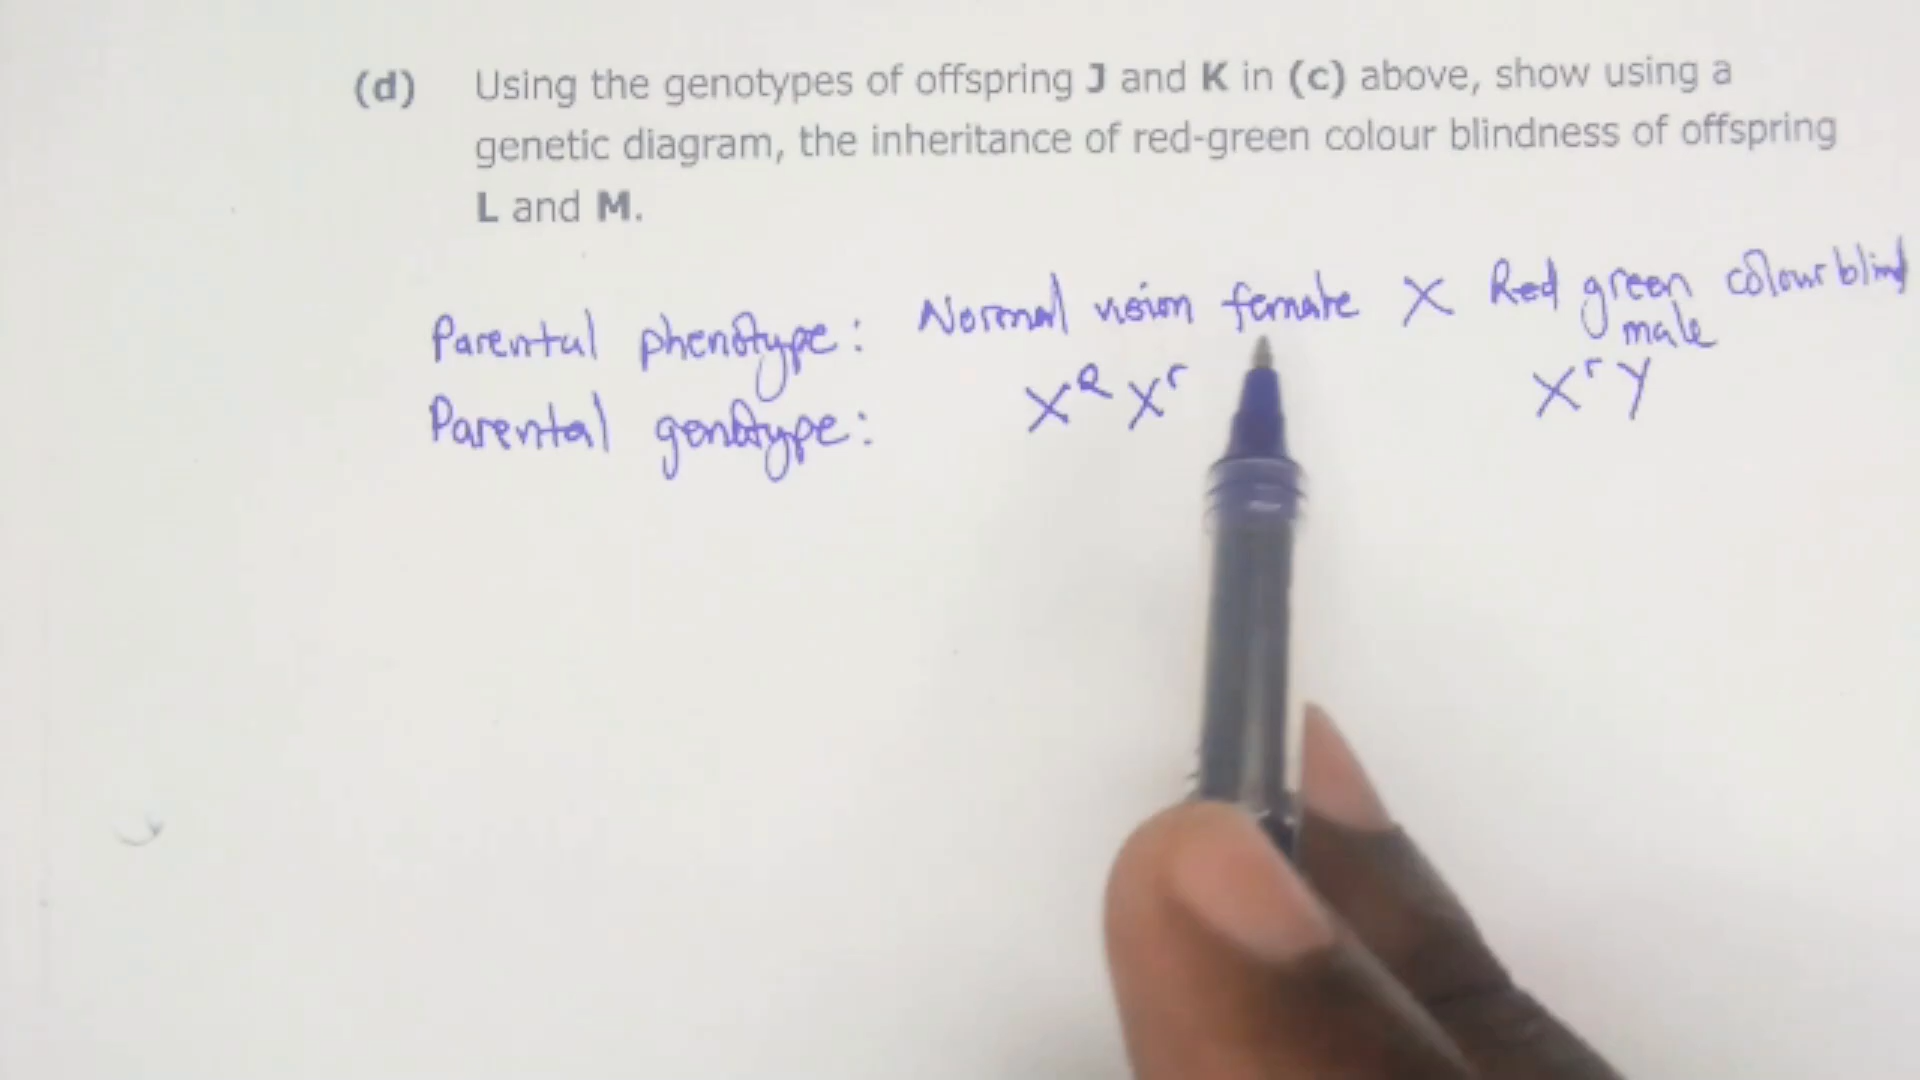 (d) Using the genotypes of offspring J and K in (c) above, show using a
genetic diagram, the inheritance of red-green colour blindness of offspring
L and M.
Parental phenotype: Normal vision female X Red green colour blind
male
Parental genotype: XᴿXʳ XʳY